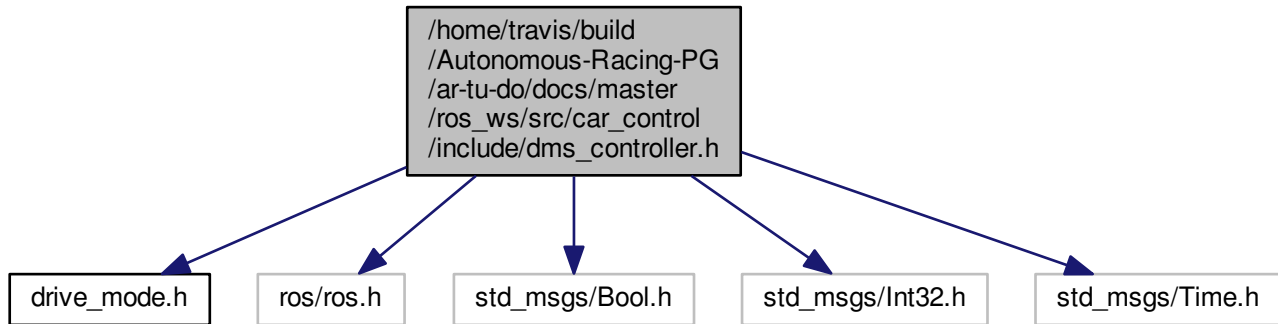 /home/travis/build
/Autonomous-Racing-PG
/ar-tu-do/docs/master
/ros_ws/src/car_control
/include/dms_controller.h
drive_mode.h
ros/ros.h
std_msgs/Bool.h
std_msgs/Int32.h
std_msgs/Time.h